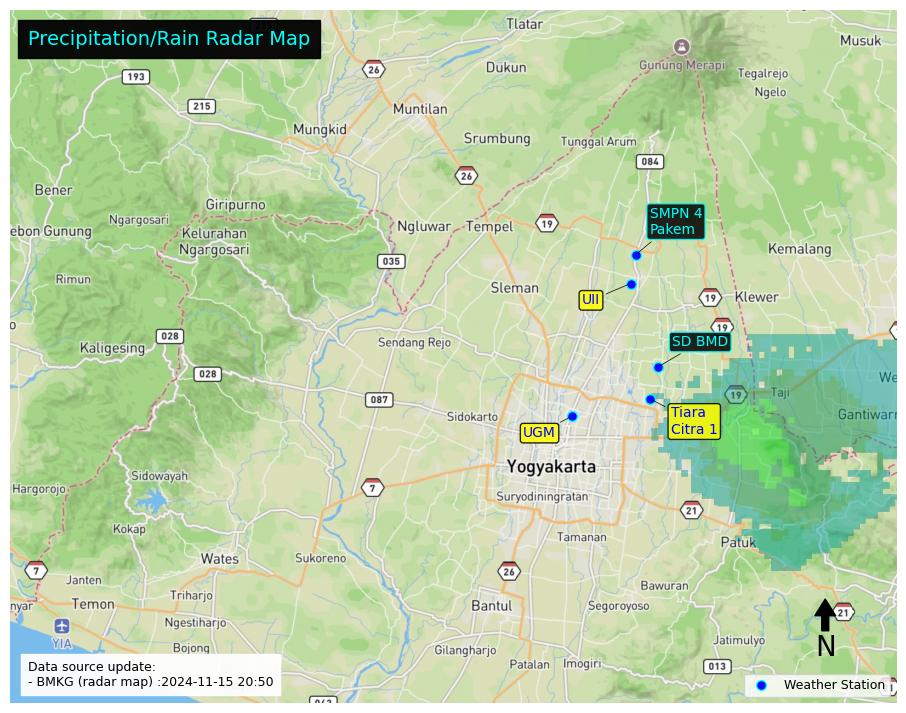 Precipitation/Rain Radar Map
Tlatar
Musuk
26
Dukun
Gunung Merapi
Tegalrejo
193
Ngelo
215
Muntilan
Mungkid
Srumbung
Tunggal Arum
084
26
Bener
Giripurno
SMPN 4
Pakem
Ngargosari
Ngluwar
Tempel
19
ebon Gunung
Kelurahan
Ngargosari
Kemalang
035
Rimun
Sleman
UII
19
Klewer
19
028
Sendang Rejo
SD BMD
Kaligesing
028
We
087
19
Taji
Sidokarto
Tiara
Citra 1
Gantiwarn
UGM
Yogyakarta
Sidowayah
Hargorojo
7
Suryodiningratan
21
Kokap
Tamanan
Patuk
Wates
Sukoreno
7
26
Janten
Bawuran
Triharjo
nyar
Temon
Bantul
Segoroyoso
21
Ngestiharjo
YIA
Jatimulyo
N
Bojong
Gilangharjo
Data source update:
- BMKG (radar map) :2024-11-15 20:50
Patalan
Imogiri
013
Weather Station